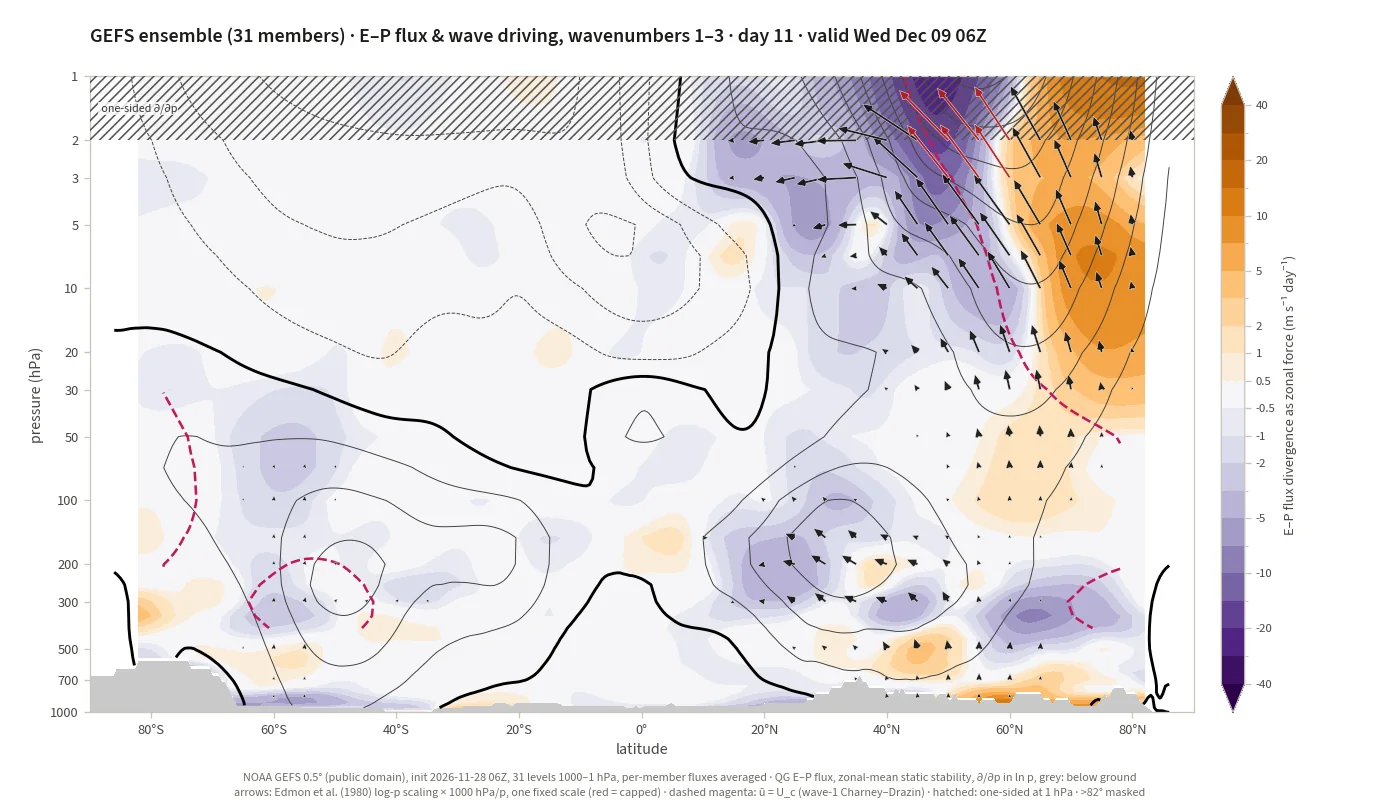 GEFS ensemble (31 members) · E–P flux & wave driving, wavenumbers 1–3 · day 11 · valid Wed Dec 09 06Z
one-sided ∂/∂p
1
2
3
5
10
20
30
50
100
200
300
500
700
1000
pressure (hPa)
80°S
60°S
40°S
20°S
0°
20°N
40°N
60°N
80°N
latitude
40
20
10
5
2
1
0.5
-0.5
-1
-2
-5
-10
-20
-40
E–P flux divergence as zonal force (m s⁻¹ day⁻¹)
NOAA GEFS 0.5° (public domain), init 2026-11-28 06Z, 31 levels 1000–1 hPa, per-member fluxes averaged · QG E–P flux, zonal-mean static stability, ∂/∂p in ln p, grey: below ground
arrows: Edmon et al. (1980) log-p scaling × 1000 hPa/p, one fixed scale (red = capped) · dashed magenta: ū = U_c (wave-1 Charney–Drazin) · hatched: one-sided at 1 hPa · >82° masked